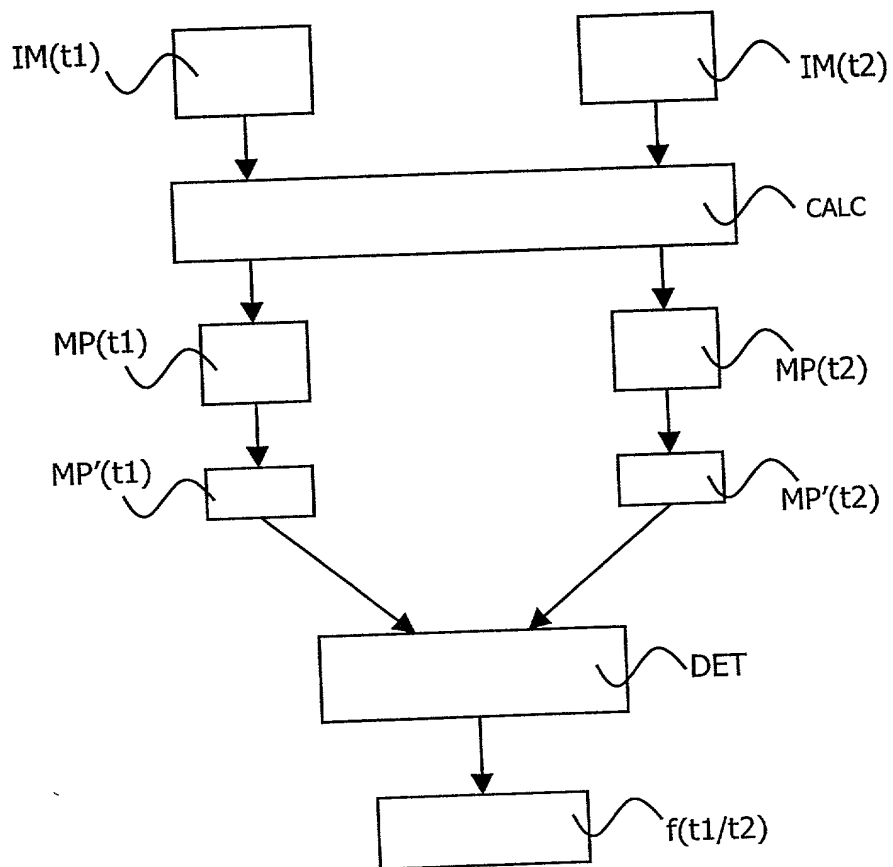 IM(t1)
IM(t2)
CALC
MP(t1)
MP(t2)
MP'(t1)
MP'(t2)
DET
f(t1/t2)